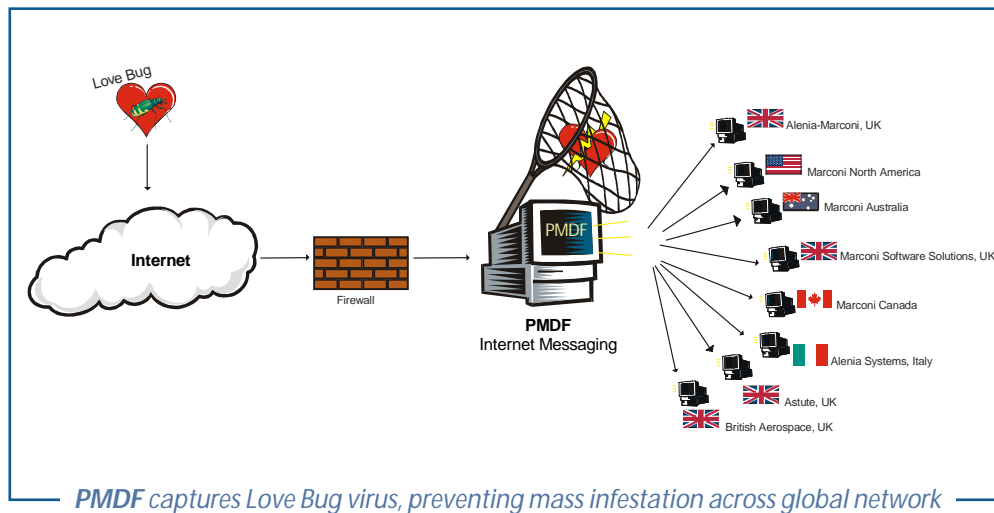 Love Bug
Internet
Firewall
PMDF
PMDF
Internet Messaging
Alenia-Marconi, UK
Marconi North America
Marconi Australia
Marconi Software Solutions, UK
Marconi Canada
Alenia Systems, Italy
Astute, UK
British Aerospace, UK
PMDF captures Love Bug virus, preventing mass infestation across global network